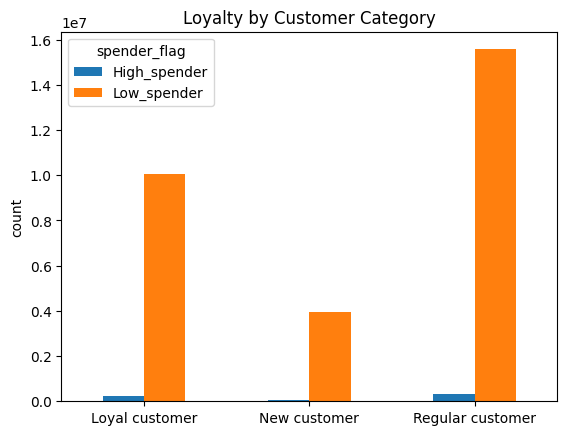 Loyalty by Customer Category
1e7
spender_flag
High_spender
Low_spender
1.6
1.4
1.2
1.0
0.8
0.6
0.4
0.2
0.0
count
Loyal customer
New customer
Regular customer